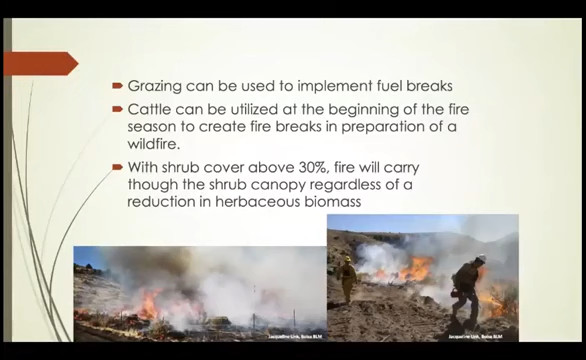 Grazing can be used to implement fuel breaks
Cattle can be utilized at the beginning of the fire
season to create fire breaks in preparation of a
wildfire.
With shrub cover above 30%, fire will carry
though the shrub canopy regardless of a
reduction in herbaceous biomass
Jacqueline Link, Boise BLM
Jacqueline Link, Boise BLM